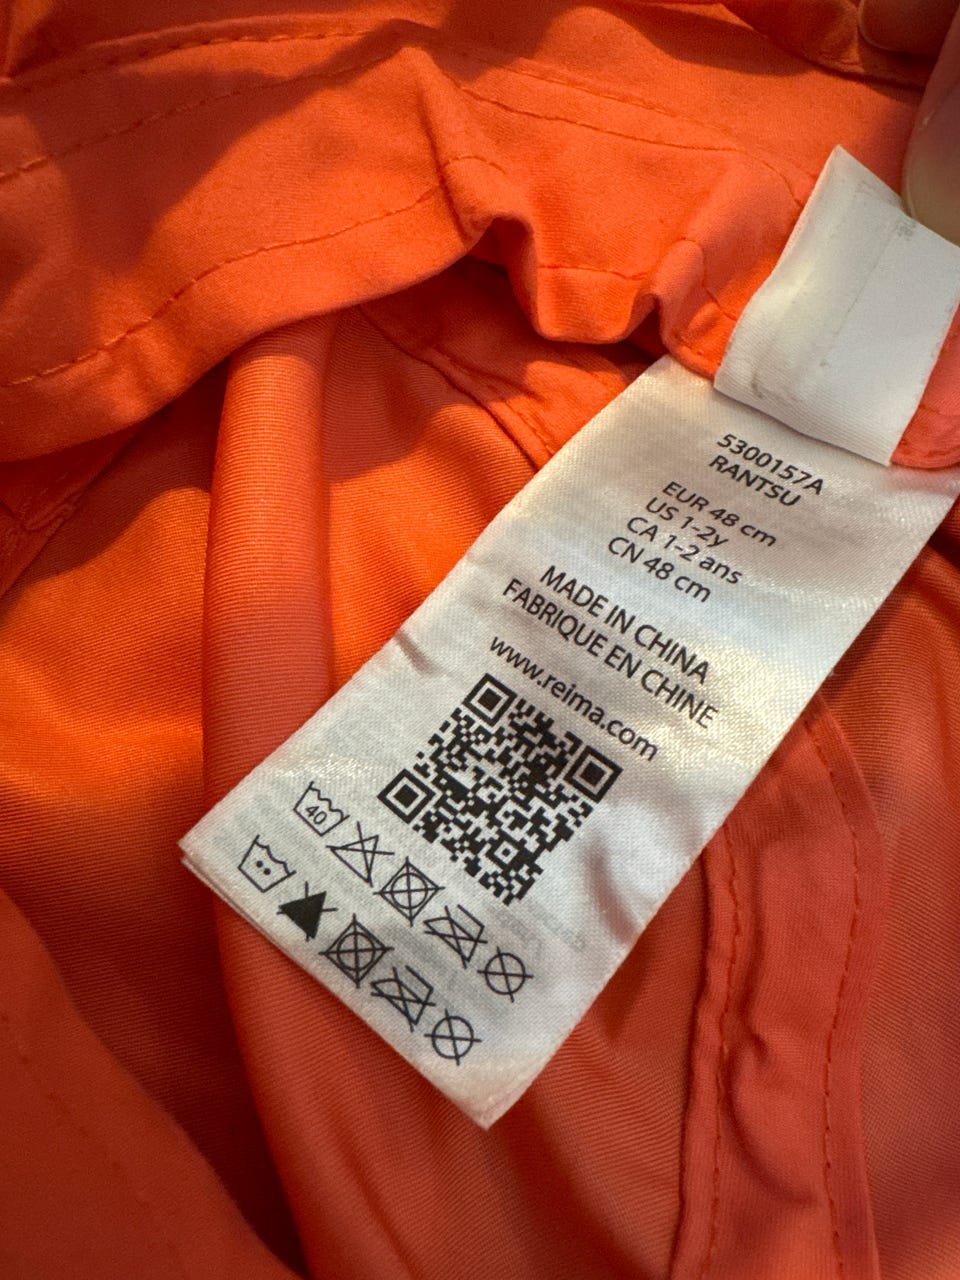 5300157A
RANTSU
EUR 48 cm
US 1-2y
CA 1-2 ans
CN 48 cm
MADE IN CHINA
FABRIQUE EN CHINE
www.reima.com
40